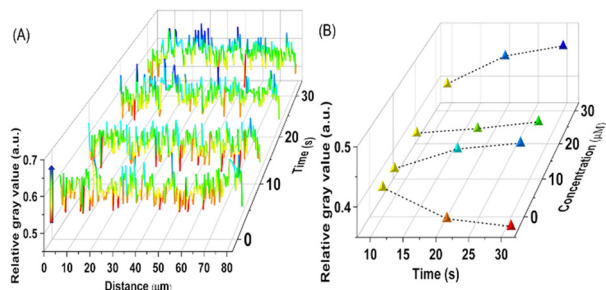 (A)
Relative gray value (a.u.)
0.7
0.6
0.5
0 10 20 30 40 50 60 70 80
Distance (μm)
0
10
20
30
Time (s)
(B)
Relative gray value (a.u.)
0.5
0.4
10 15 20 25 30
Time (s)
0
10
20
30
Concentration (μM)